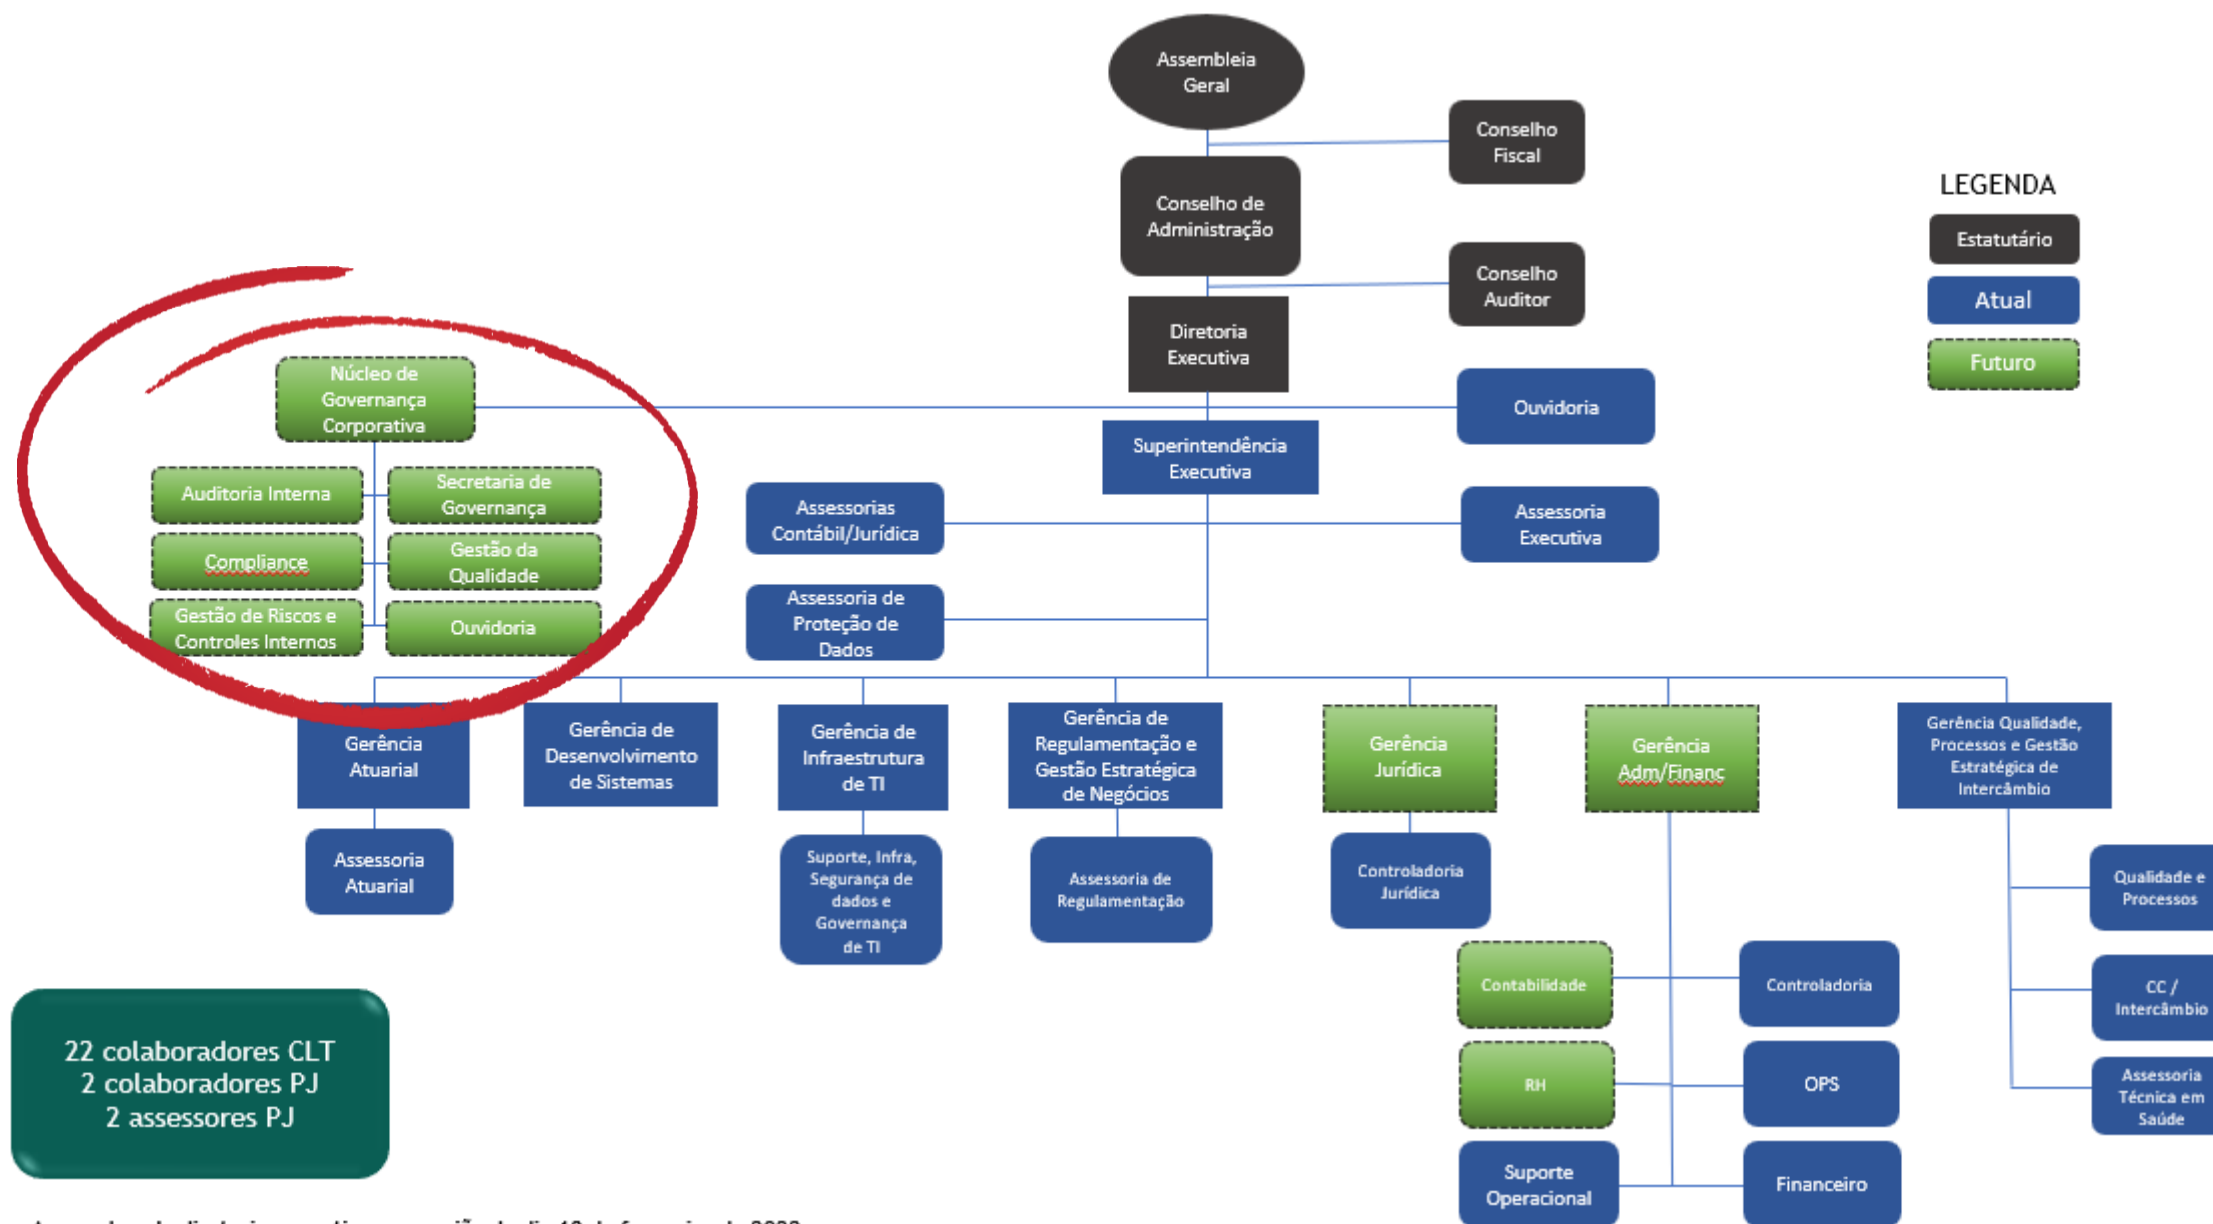 Assembleia
Geral
Conselho
Fiscal
Conselho de
Administração
Conselho
Auditor
Diretoria
Executiva
LEGENDA
Estatutário
Atual
Futuro
Núcleo de
Governança
Corporativa
Ouvidoria
Superintendência
Executiva
Auditoria Interna
Secretaria de
Governança
Compliance
Gestão da
Qualidade
Gestão de Riscos e
Controles Internos
Ouvidoria
Assessorias
Contábil/Jurídica
Assessoria
Executiva
Assessoria de
Proteção de
Dados
Gerência
Atuarial
Gerência de
Desenvolvimento
de Sistemas
Gerência de
Infraestrutura
de TI
Gerência de
Regulamentação e
Gestão Estratégica
de Negócios
Gerência
Jurídica
Gerência
Adm/Financ
Gerência Qualidade,
Processos e Gestão
Estratégica de
Intercâmbio
Assessoria
Atuarial
Suporte, Infra,
Segurança de
dados e
Governança
de TI
Assessoria de
Regulamentação
Controladoria
Jurídica
Qualidade e
Processos
Contabilidade
Controladoria
CC /
Intercâmbio
RH
OPS
Assessoria
Técnica em
Saúde
Suporte
Operacional
Financeiro
22 colaboradores CLT
2 colaboradores PJ
2 assessores PJ